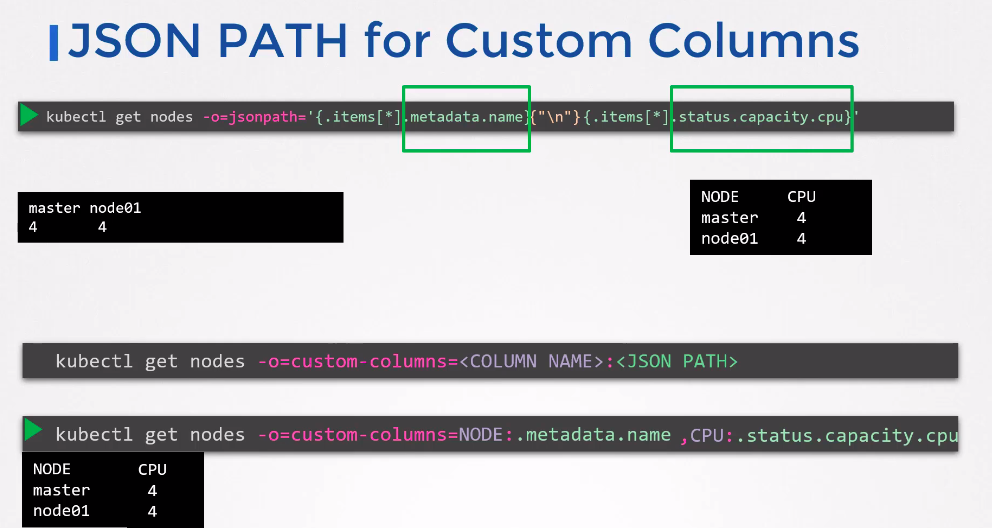 JSON PATH for Custom Columns
kubectl get nodes -o=jsonpath='{.items[*].metadata.name}{"\n"}{.items[*].status.capacity.cpu}'
master node01
4 4
NODE CPU
master 4
node01 4
kubectl get nodes -o=custom-columns=<COLUMN NAME>:<JSON PATH>
kubectl get nodes -o=custom-columns=NODE:.metadata.name ,CPU:.status.capacity.cpu
NODE CPU
master 4
node01 4